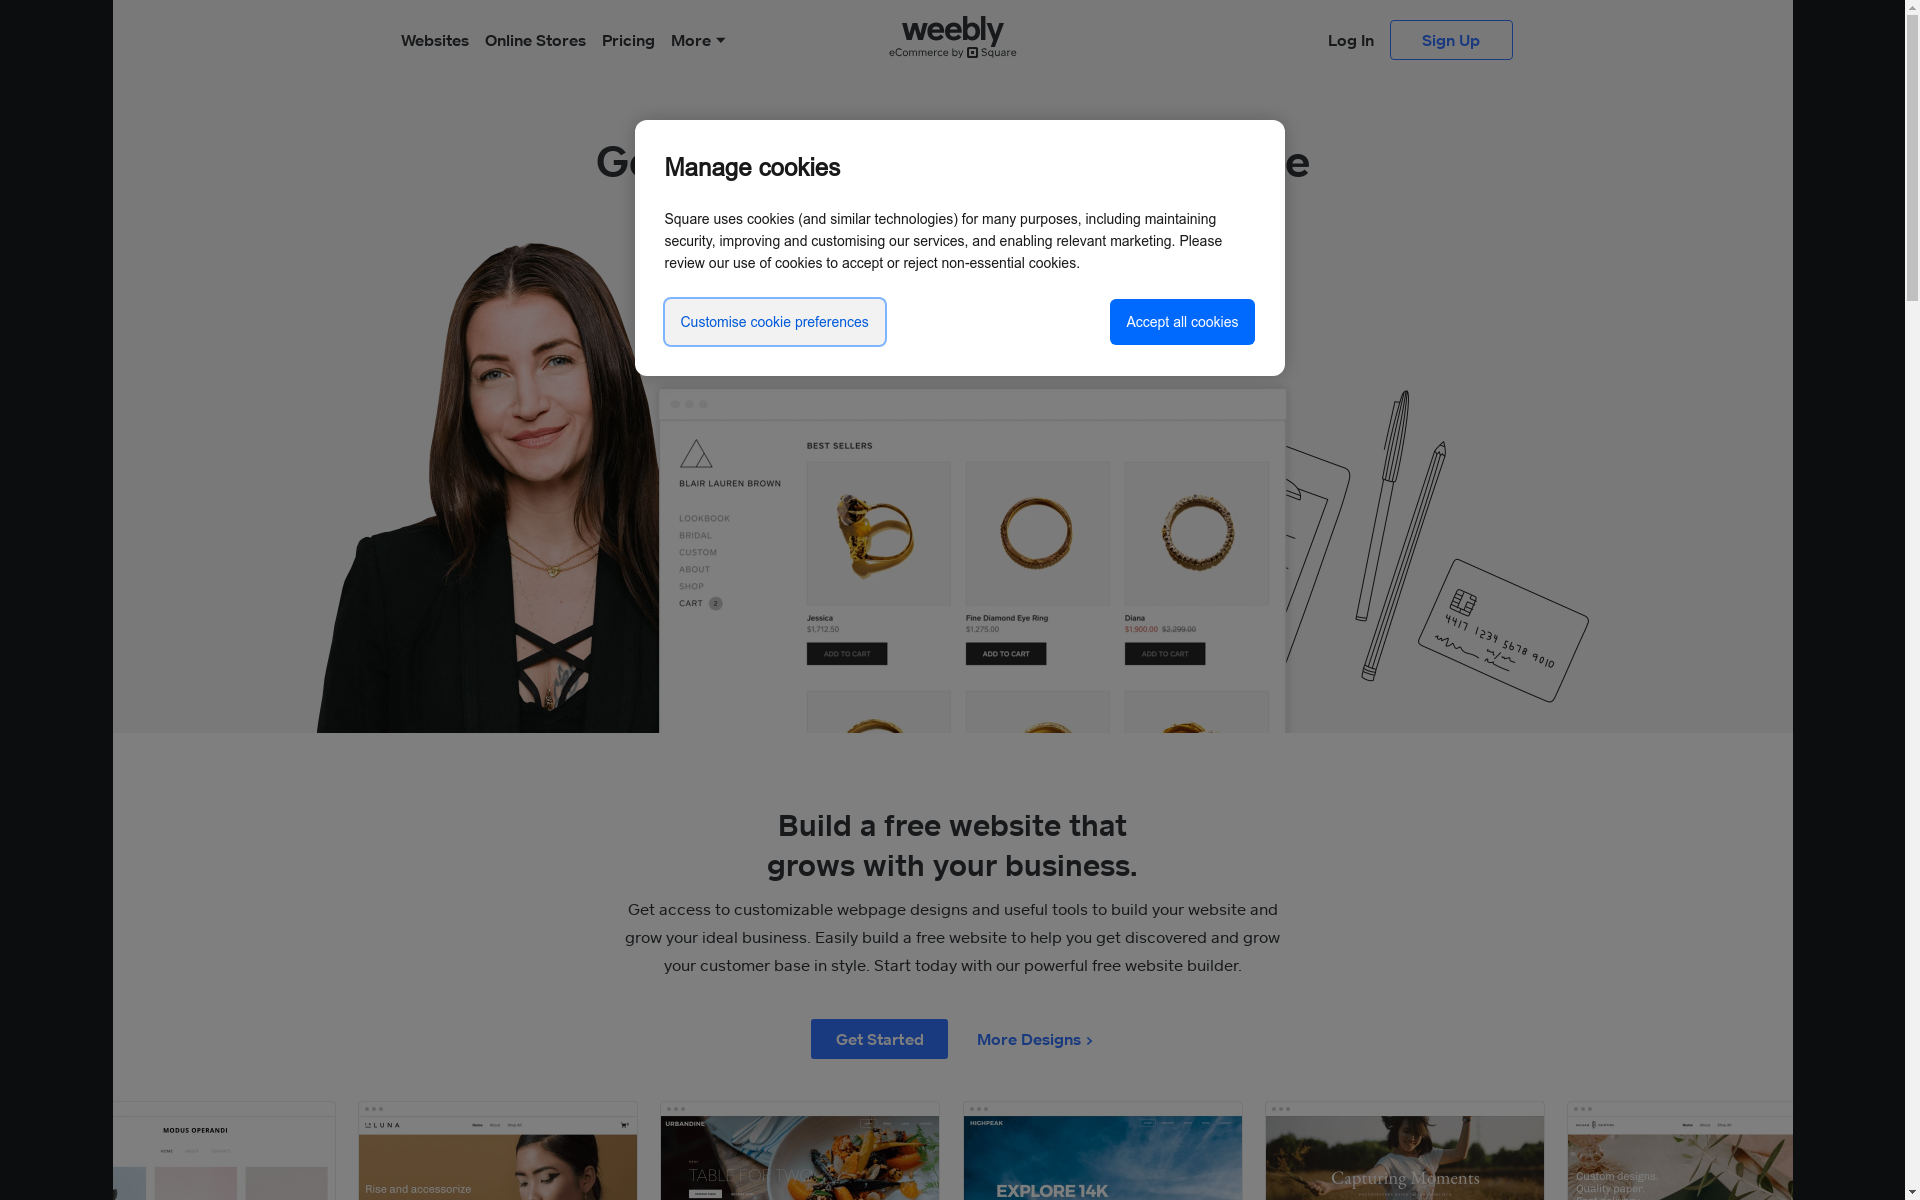 Websites Online Stores Pricing More
weebly
eCommerce by Square
Log In Sign Up
Manage cookies
Square uses cookies (and similar technologies) for many purposes, including maintaining
security, improving and customising our services, and enabling relevant marketing. Please
review our use of cookies to accept or reject non-essential cookies.
Customise cookie preferences
Accept all cookies
BLAIR LAUREN BROWN
LOOKBOOK
BRIDAL
CUSTOM
ABOUT
SHOP
CART 2
BEST SELLERS
Jessica
$1,712.50
ADD TO CART
Fine Diamond Eye Ring
$1,275.00
ADD TO CART
Diana
$1,900.00 $2,299.00
ADD TO CART
4417 1234 5678 9010
Build a free website that
grows with your business.
Get access to customizable webpage designs and useful tools to build your website and
grow your ideal business. Easily build a free website to help you get discovered and grow
your customer base in style. Start today with our powerful free website builder.
Get Started
More Designs ›
MODUS OPERANDI
HOME
LUNA
Rise and accessorize
URBANDINE
TABLE FOR TWO
HIGHPEAK
EXPLORE 14K
Capturing Moments
Custom designs.
Quality paper.